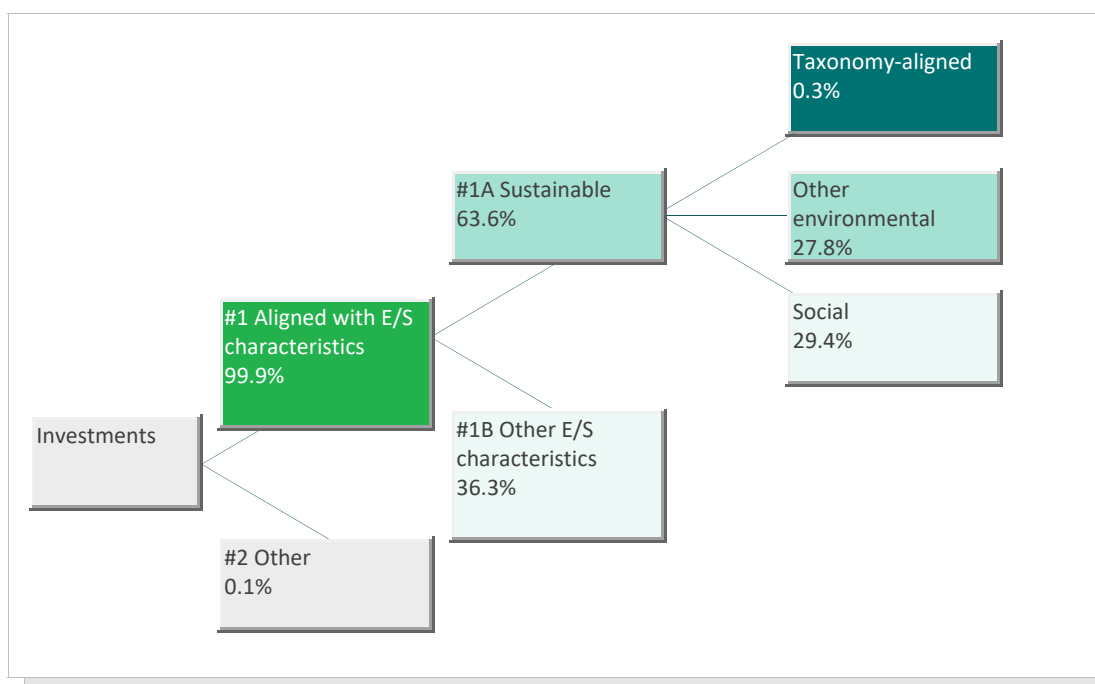 Taxonomy-aligned
0.3%
#1A Sustainable
63.6%
Other
environmental
27.8%
Social
29.4%
#1 Aligned with E/S
characteristics
99.9%
#1B Other E/S
characteristics
36.3%
Investments
#2 Other
0.1%